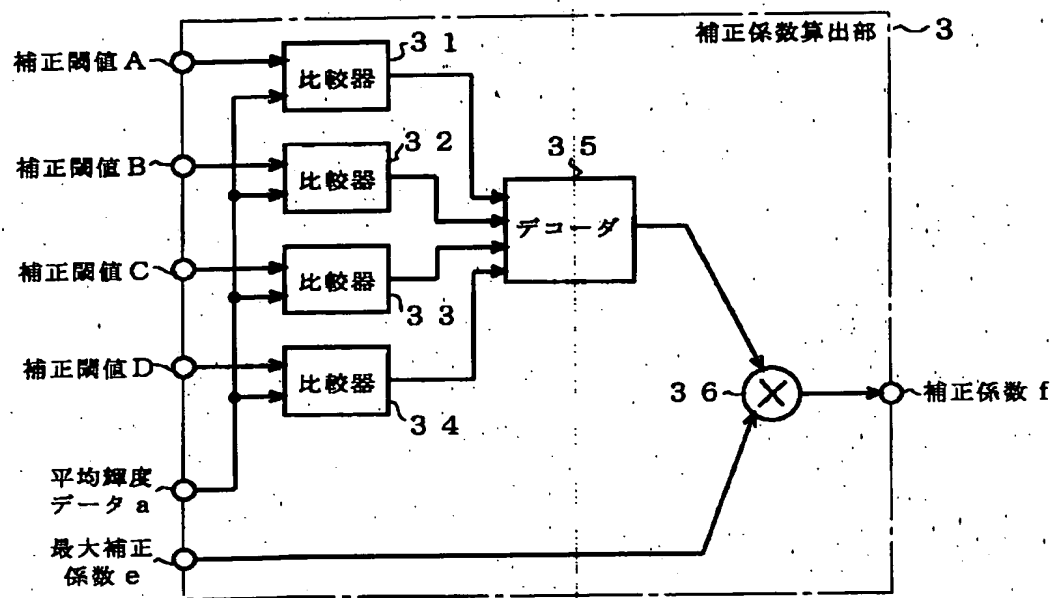 補正係数算出部
3
補正閾値A
31
比較器
補正閾値B
32
比較器
35
デコーダ
補正閾値C
比較器
33
補正閾値D
比較器
34
36
補正係数f
平均輝度
データa
最大補正
係数e